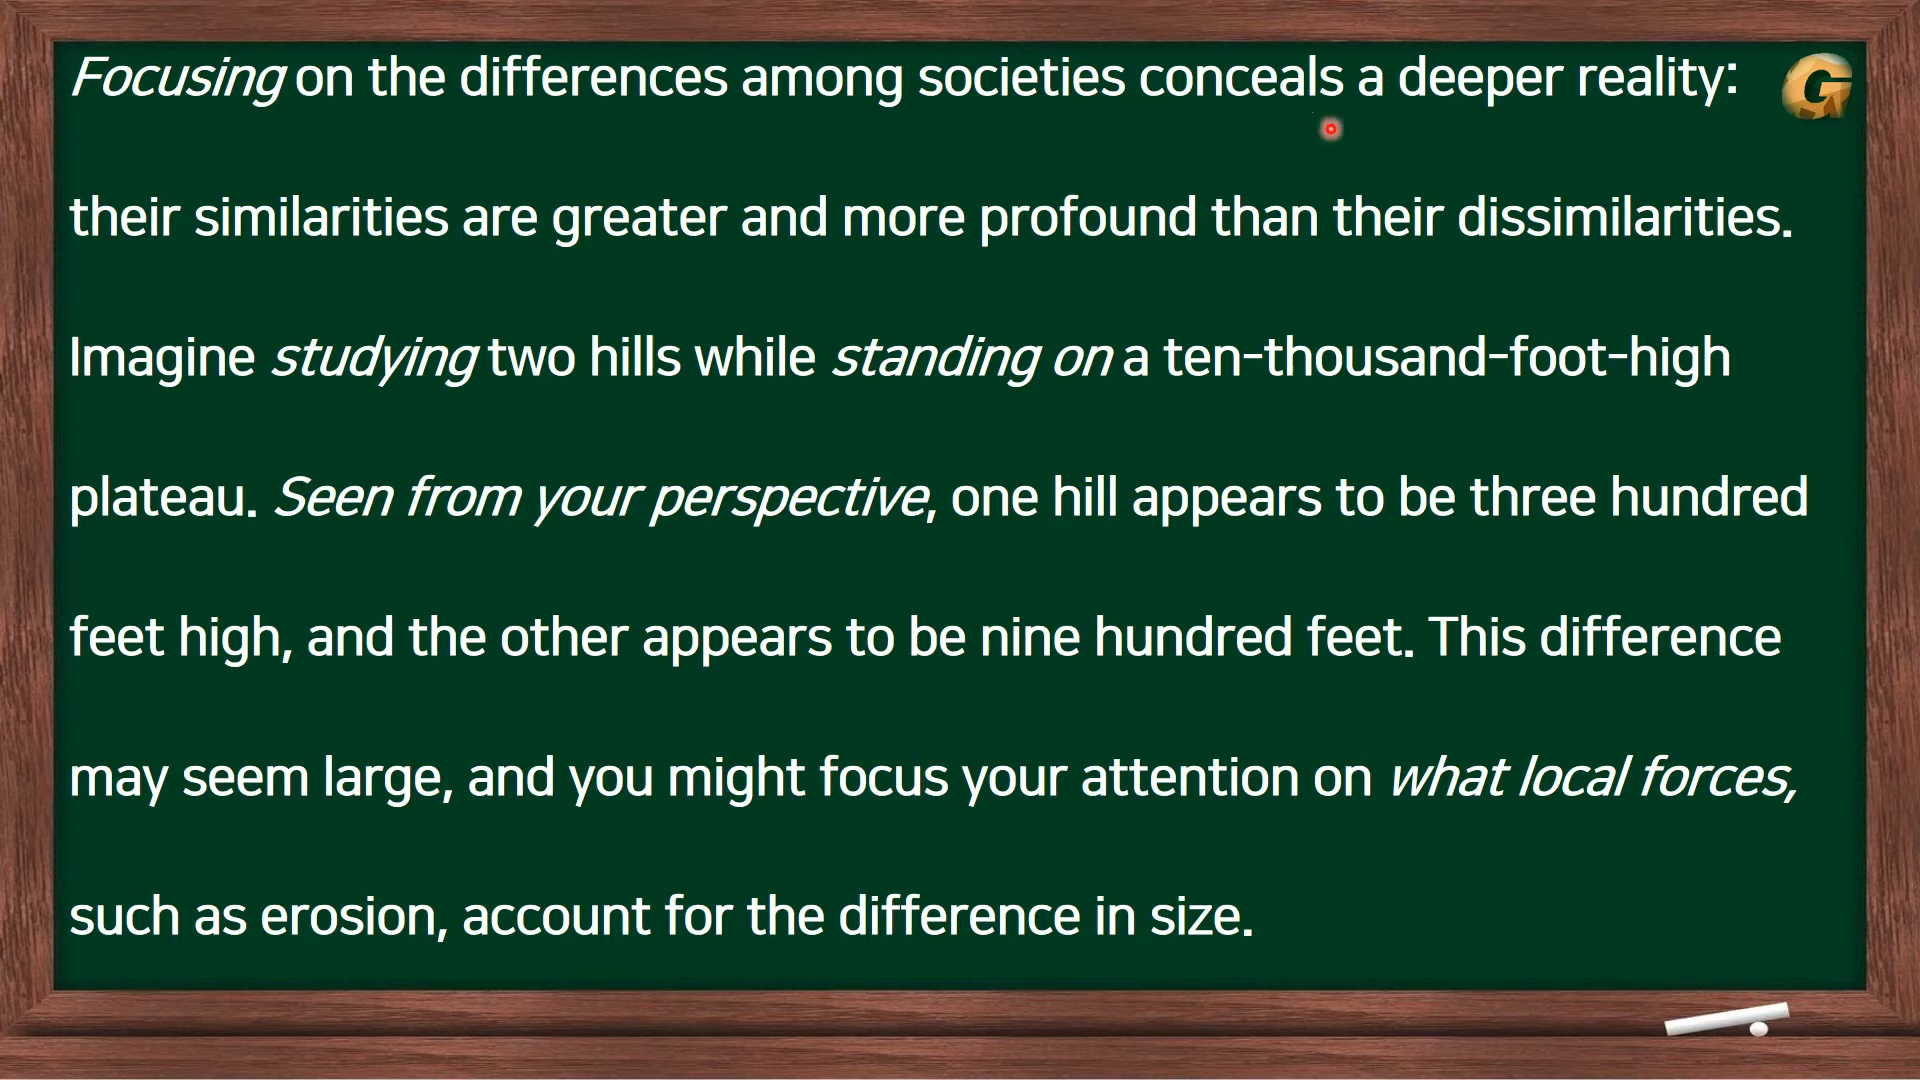 Focusing on the differences among societies conceals a deeper reality:
their similarities are greater and more profound than their dissimilarities.
Imagine studying two hills while standing on a ten-thousand-foot-high
plateau. Seen from your perspective, one hill appears to be three hundred
feet high, and the other appears to be nine hundred feet. This difference
may seem large, and you might focus your attention on what local forces,
such as erosion, account for the difference in size.